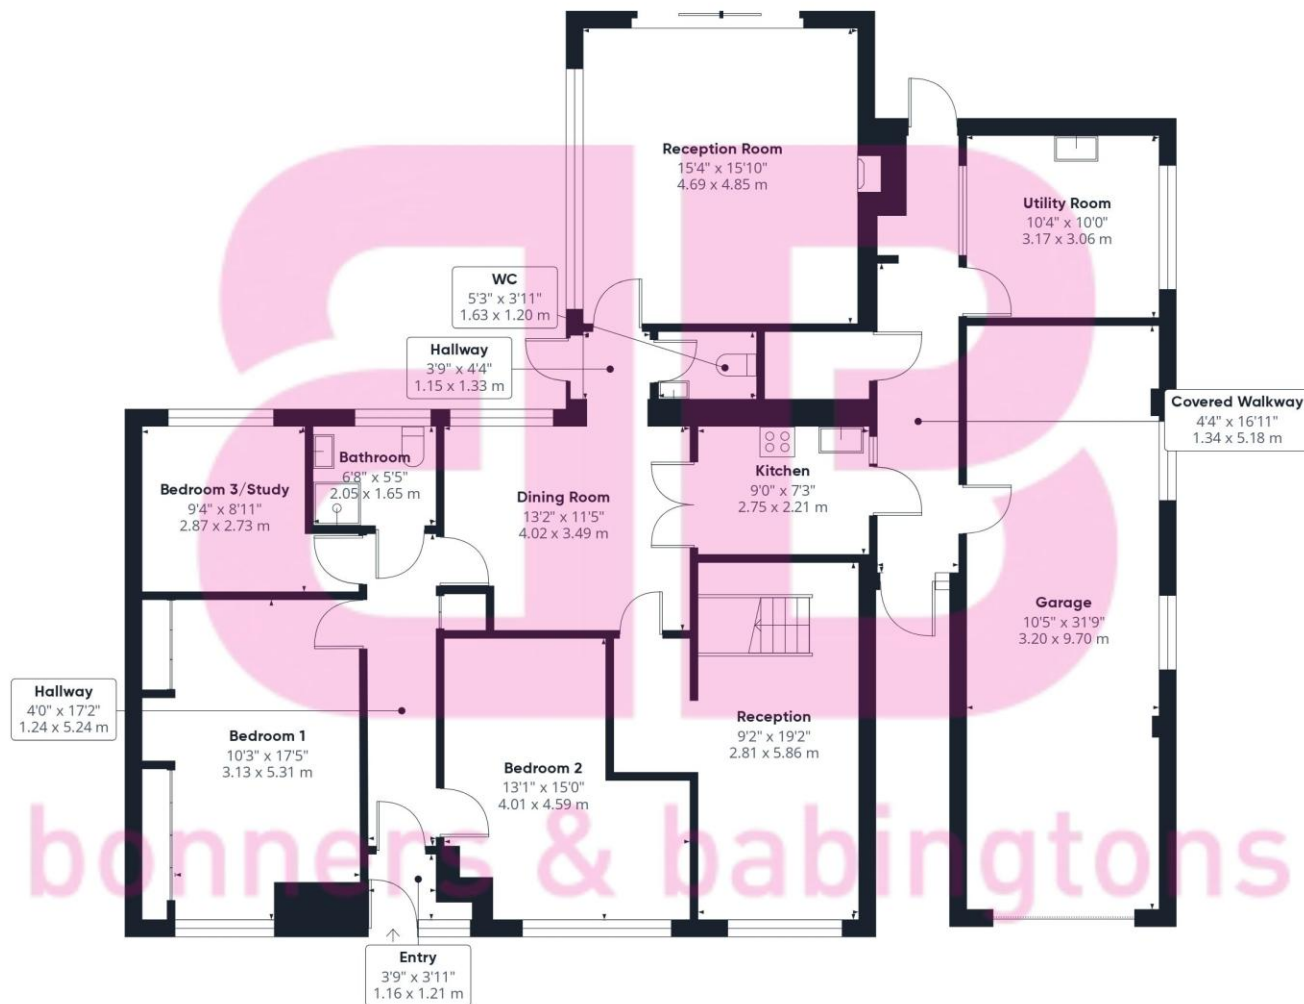 Reception Room
15'4" x 15'10"
4.69 x 4.85 m
Utility Room
10'4" x 10'0"
3.17 x 3.06 m
WC
5'3" x 3'11"
1.63 x 1.20 m
Hallway
3'9" x 4'4"
1.15 x 1.33 m
Covered Walkway
4'4" x 16'11"
1.34 x 5.18 m
Bedroom 3/Study
9'4" x 8'11"
2.87 x 2.73 m
Bathroom
6'8" x 5'5"
2.05 x 1.65 m
Dining Room
13'2" x 11'5"
4.02 x 3.49 m
Kitchen
9'0" x 7'3"
2.75 x 2.21 m
Garage
10'5" x 31'9"
3.20 x 9.70 m
Hallway
4'0" x 17'2"
1.24 x 5.24 m
Bedroom 1
10'3" x 17'5"
3.13 x 5.31 m
Bedroom 2
13'1" x 15'0"
4.01 x 4.59 m
Reception
9'2" x 19'2"
2.81 x 5.86 m
bonners & babingtons
Entry
3'9" x 3'11"
1.16 x 1.21 m